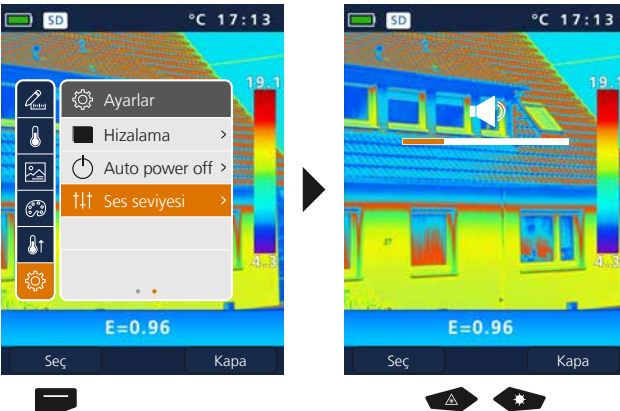 SD °C 17:13
19.1
Ayarlar
Hizalama
Auto power off
Ses seviyesi
4.3
E=0.96
Seç Kapa
SD °C 17:13
19.1
27
4.3
E=0.96
Seç Kapa